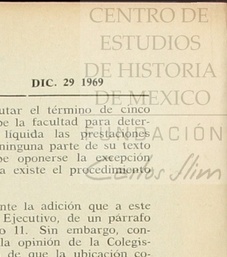 CENTRO DE
ESTUDIOS
DE HISTORIA
DE MEXICO
FUNDACIÓN
Carlos Slim
DIC. 29 1969
utar el término de cinco
be la facultad para deter-
líquida las prestaciones
ninguna parte de su texto
be oponerse la excepción
a existe el procedimiento
nte la adición que a este
Ejecutivo, de un párrafo
o 11. Sin embargo, con-
la opinión de la Colegis-
de que la ubicación co-